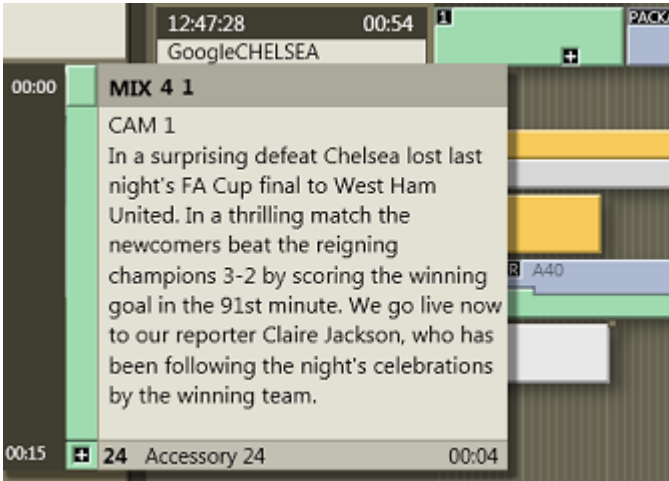 12:47:28 00:54
GoogleCHELSEA
1
00:00
MIX 4 1
CAM 1
In a surprising defeat Chelsea lost last
night's FA Cup final to West Ham
United. In a thrilling match the
newcomers beat the reigning
champions 3-2 by scoring the winning
goal in the 91st minute. We go live now
to our reporter Claire Jackson, who has
been following the night's celebrations
by the winning team.
R A40
00:15 24 Accessory 24 00:04